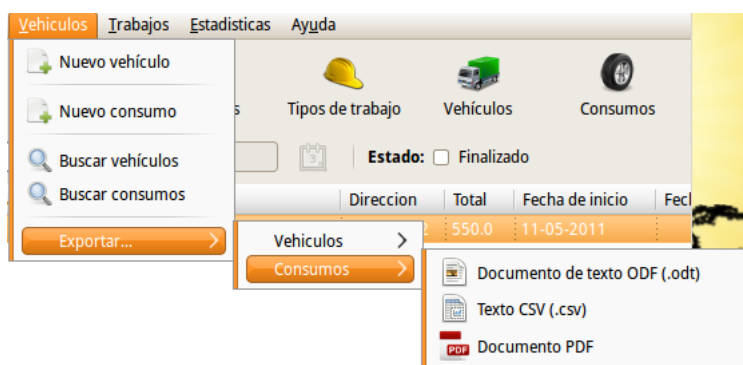 Vehiculos Trabajos Estadisticas Ayuda
Nuevo vehículo
Nuevo consumo
Tipos de trabajo Vehículos Consumos
Buscar vehículos
Estado: Finalizado
Buscar consumos
Direccion Total Fecha de inicio
550.0 11-05-2011
Exportar...
Vehiculos
Consumos
Documento de texto ODF (.odt)
Texto CSV (.csv)
PDF Documento PDF